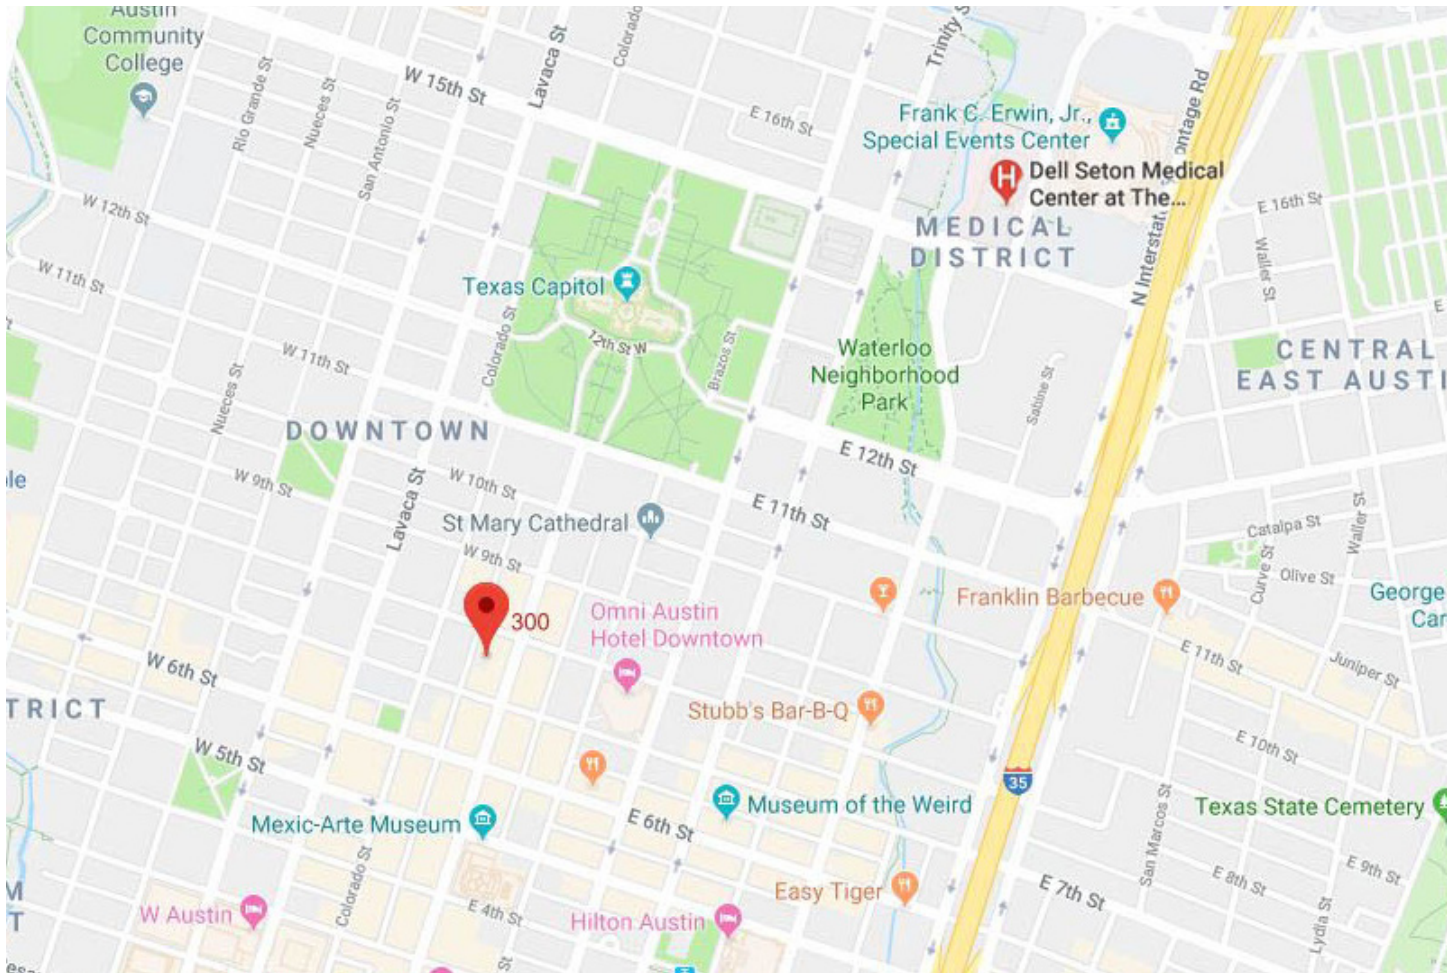 Austin
Community
College
Lavaca St
Colorado
Trinity S
W 15th St
Rio Grande St
Nueces St
San Antonio St
E 16th St
Frank C. Erwin, Jr.,
Special Events Center
ontage Rd
Dell Seton Medical
Center at The...
MEDICAL
DISTRICT
N Interstat
E 16th St
Waller St
W 12th St
W 11th St
Texas Capitol
12th St W
Colorado St
Brazos St
Waterloo
Neighborhood
Park
Sabine St
E
CENTRAL
EAST AUSTI
W 11th St
Nueces St
DOWNTOWN
W 9th St
Lavaca St
W 10th St
E 12th St
E 11th St
St Mary Cathedral
W 9th St
Catalpa St
Waller St
Curve St
Olive St
George
Car
Franklin Barbecue
300
Omni Austin
Hotel Downtown
W 6th St
E 11th St
Juniper St
TRICT
Stubb's Bar-B-Q
W 5th St
E 10th St
35
Mexic-Arte Museum
Museum of the Weird
E 6th St
Texas State Cemetery
San Marcos St
E 9th St
E 8th St
Colorado St
W Austin
E 4th St
Easy Tiger
E 7th St
Hilton Austin
Lydia St
M
T
St